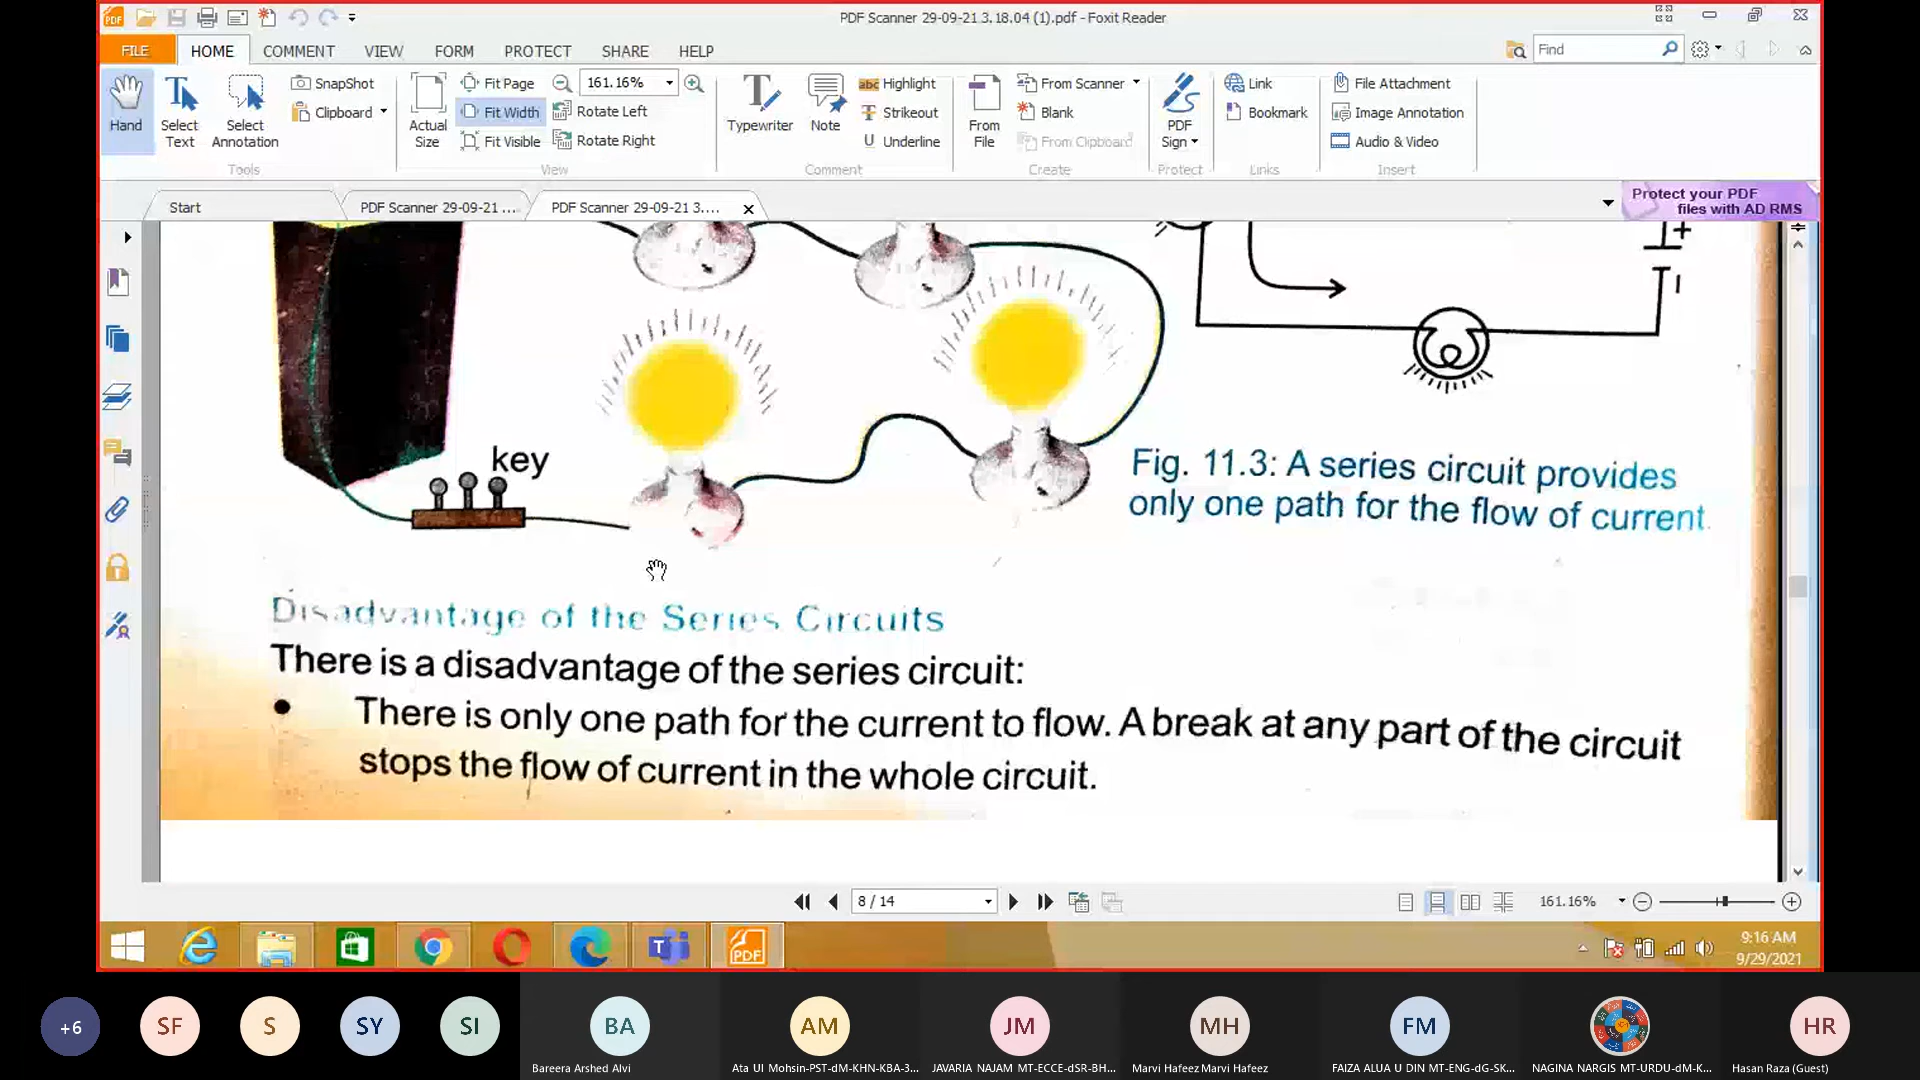 PDF Scanner 29-09-21 3.18.04 (1).pdf - Foxit Reader
FILE HOME COMMENT VIEW FORM PROTECT SHARE HELP
Find
Hand
Select Text
Select Annotation
SnapShot
Clipboard
Tools
Actual Size
Fit Page
Fit Width
Fit Visible
161.16%
Rotate Left
Rotate Right
View
Typewriter
Note
Highlight
Strikeout
Underline
Comment
From File
From Scanner
Blank
From Clipboard
Create
PDF Sign
Protect
Link
Bookmark
Links
File Attachment
Image Annotation
Audio & Video
Insert
Start
PDF Scanner 29-09-21 ...
PDF Scanner 29-09-21 3....
Protect your PDF
files with AD RMS
key
Fig. 11.3: A series circuit provides
only one path for the flow of current.
Disadvantage of the Series Circuits
There is a disadvantage of the series circuit:
• There is only one path for the current to flow. A break at any part of the circuit
stops the flow of current in the whole circuit.
8 / 14
161.16%
9:16 AM
9/29/2021
+6
SF
S
SY
SI
BA
AM
JM
MH
FM
HR
Bareera Arshed Alvi
Ata Ul Mohsin-PST-dM-KHN-KBA-3...
JAVARIA NAJAM MT-ECCE-dSR-BH...
Marvi Hafeez Marvi Hafeez
FAIZA ALUA U DIN MT-ENG-dG-SK...
NAGINA NARGIS MT-URDU-dM-K...
Hasan Raza (Guest)